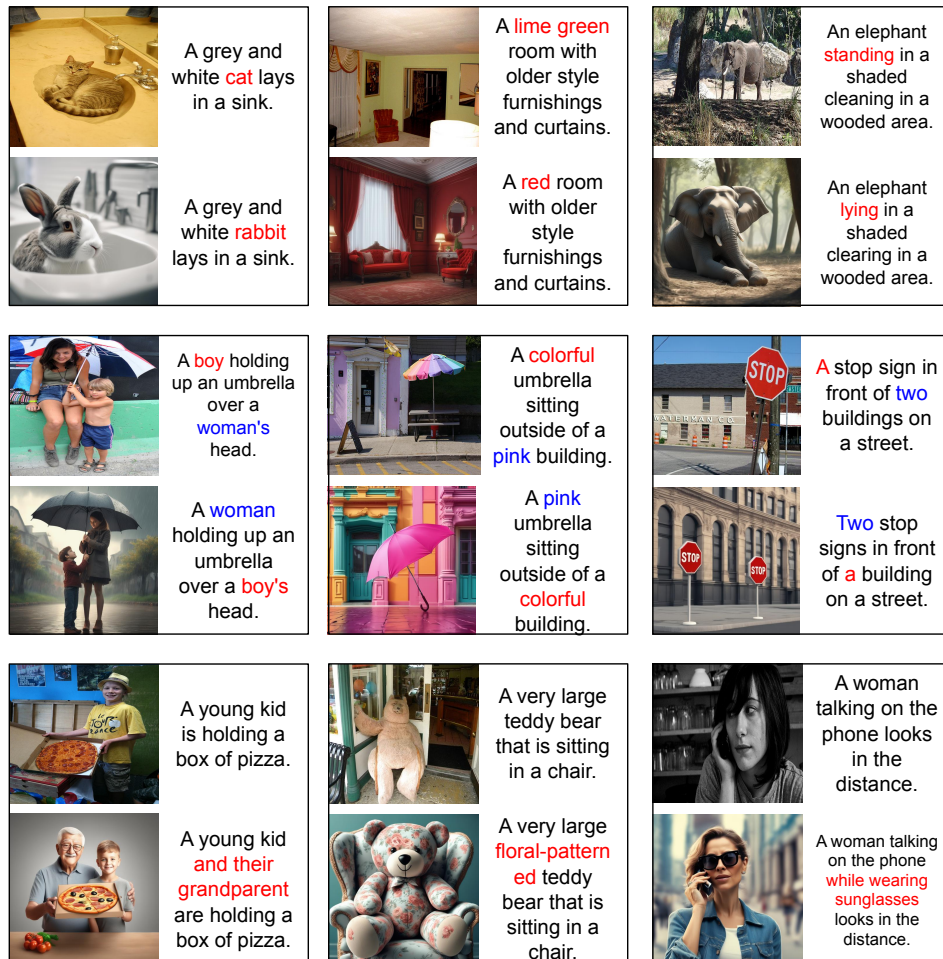 A grey and
white cat lays
in a sink.
A grey and
white rabbit
lays in a sink.
A lime green
room with
older style
furnishings
and curtains.
A red room
with older
style
furnishings
and curtains.
An elephant
standing in a
shaded
cleaning in a
wooded area.
An elephant
lying in a
shaded
clearing in a
wooded area.
A boy holding
up an umbrella
over a
woman's
head.
A woman
holding up an
umbrella
over a boy's
head.
A colorful
umbrella
sitting
outside of a
pink building.
A pink
umbrella
sitting
outside of a
colorful
building.
STOP
WATERMAN CO.
A stop sign in
front of two
buildings on
a street.
STOP
STOP
Two stop
signs in front
of a building
on a street.
A young kid
is holding a
box of pizza.
A young kid
and their
grandparent
are holding a
box of pizza.
A very large
teddy bear
that is sitting
in a chair.
A very large
floral-pattern
ed teddy
bear that is
sitting in a
chair.
A woman
talking on the
phone looks
in the
distance.
A woman talking
on the phone
while wearing
sunglasses
looks in the
distance.